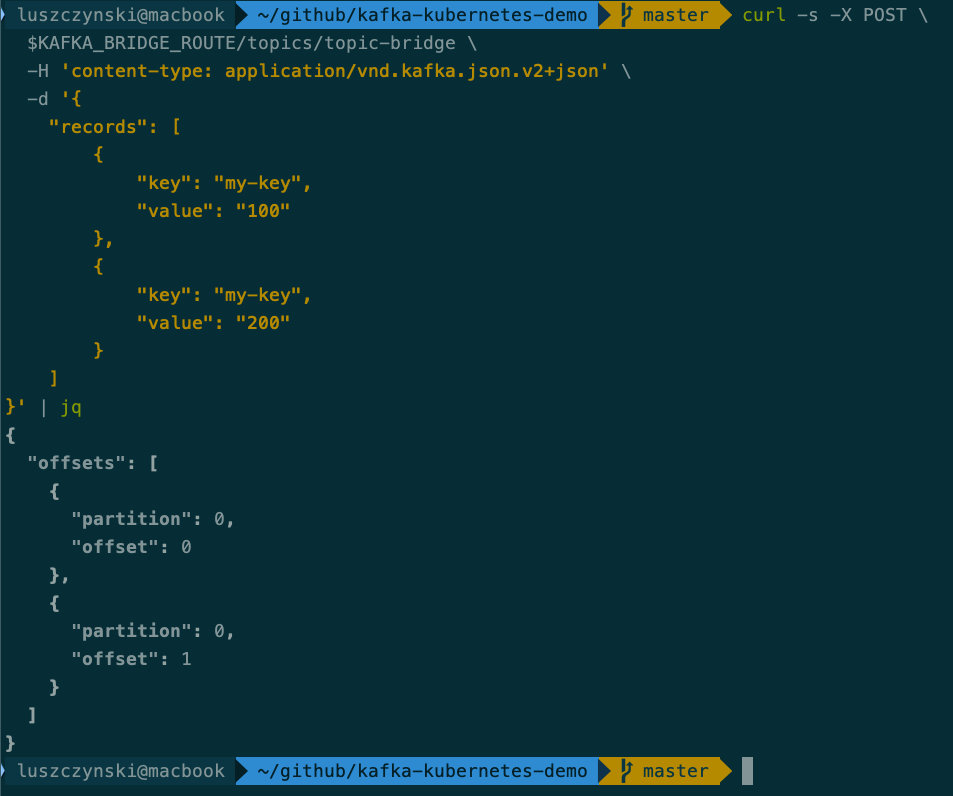 luszczynski@macbook ~/github/kafka-kubernetes-demo master curl -s -X POST \
  $KAFKA_BRIDGE_ROUTE/topics/topic-bridge \
  -H 'content-type: application/vnd.kafka.json.v2+json' \
  -d '{
    "records": [
        {
            "key": "my-key",
            "value": "100"
        },
        {
            "key": "my-key",
            "value": "200"
        }
    ]
}' | jq
{
  "offsets": [
    {
      "partition": 0,
      "offset": 0
    },
    {
      "partition": 0,
      "offset": 1
    }
  ]
}
luszczynski@macbook ~/github/kafka-kubernetes-demo master